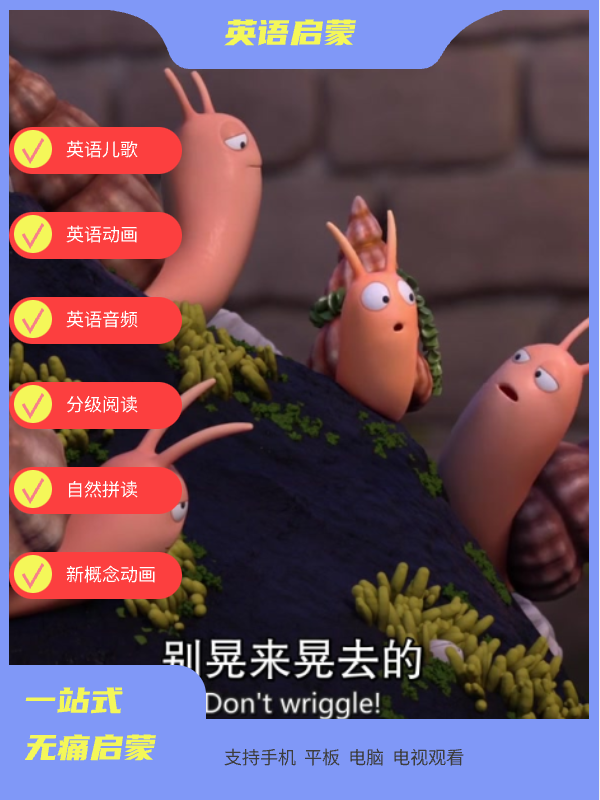 英语启蒙
英语儿歌
英语动画
英语音频
分级阅读
自然拼读
新概念动画
别晃来晃去的
Don't wriggle!
一站式
无痛启蒙
支持手机 平板 电脑 电视观看